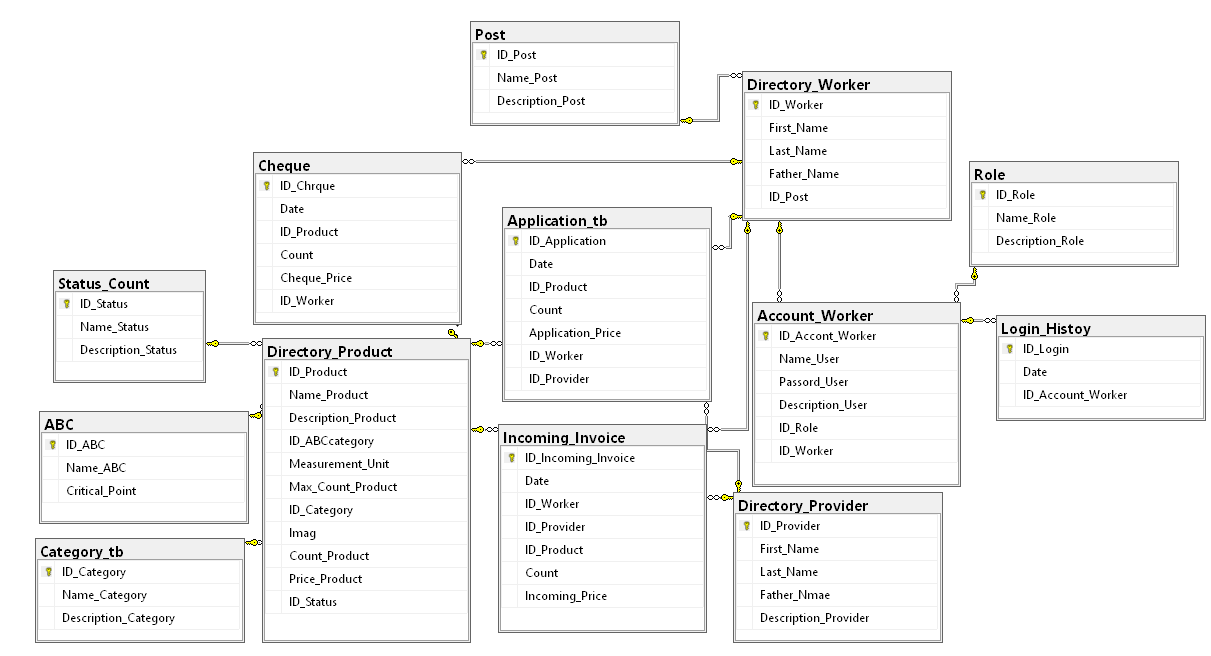 Post
ID_Post
Name_Post
Description_Post
Directory_Worker
ID_Worker
First_Name
Last_Name
Father_Name
ID_Post
Cheque
ID_Chrque
Date
ID_Product
Count
Cheque_Price
ID_Worker
Role
ID_Role
Name_Role
Description_Role
Application_tb
ID_Application
Date
ID_Product
Count
Application_Price
ID_Worker
ID_Provider
Status_Count
ID_Status
Name_Status
Description_Status
Account_Worker
ID_Accont_Worker
Name_User
Passord_User
Description_User
ID_Role
ID_Worker
Login_Histoy
ID_Login
Date
ID_Account_Worker
Directory_Product
ID_Product
Name_Product
Description_Product
ID_ABCcategory
Measurement_Unit
Max_Count_Product
ID_Category
Imag
Count_Product
Price_Product
ID_Status
ABC
ID_ABC
Name_ABC
Critical_Point
Incoming_Invoice
ID_Incoming_Invoice
Date
ID_Worker
ID_Provider
ID_Product
Count
Incoming_Price
Directory_Provider
ID_Provider
First_Name
Last_Name
Father_Nmae
Description_Provider
Category_tb
ID_Category
Name_Category
Description_Category